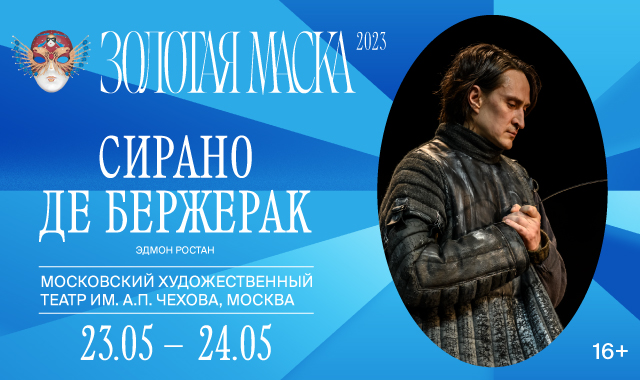 ЗОЛОТАЯ МАСКА 2023
СИРАНО
ДЕ БЕРЖЕРАК
ЭДМОН РОСТАН
МОСКОВСКИЙ ХУДОЖЕСТВЕННЫЙ
ТЕАТР ИМ. А.П. ЧЕХОВА, МОСКВА
23.05 – 24.05
16+